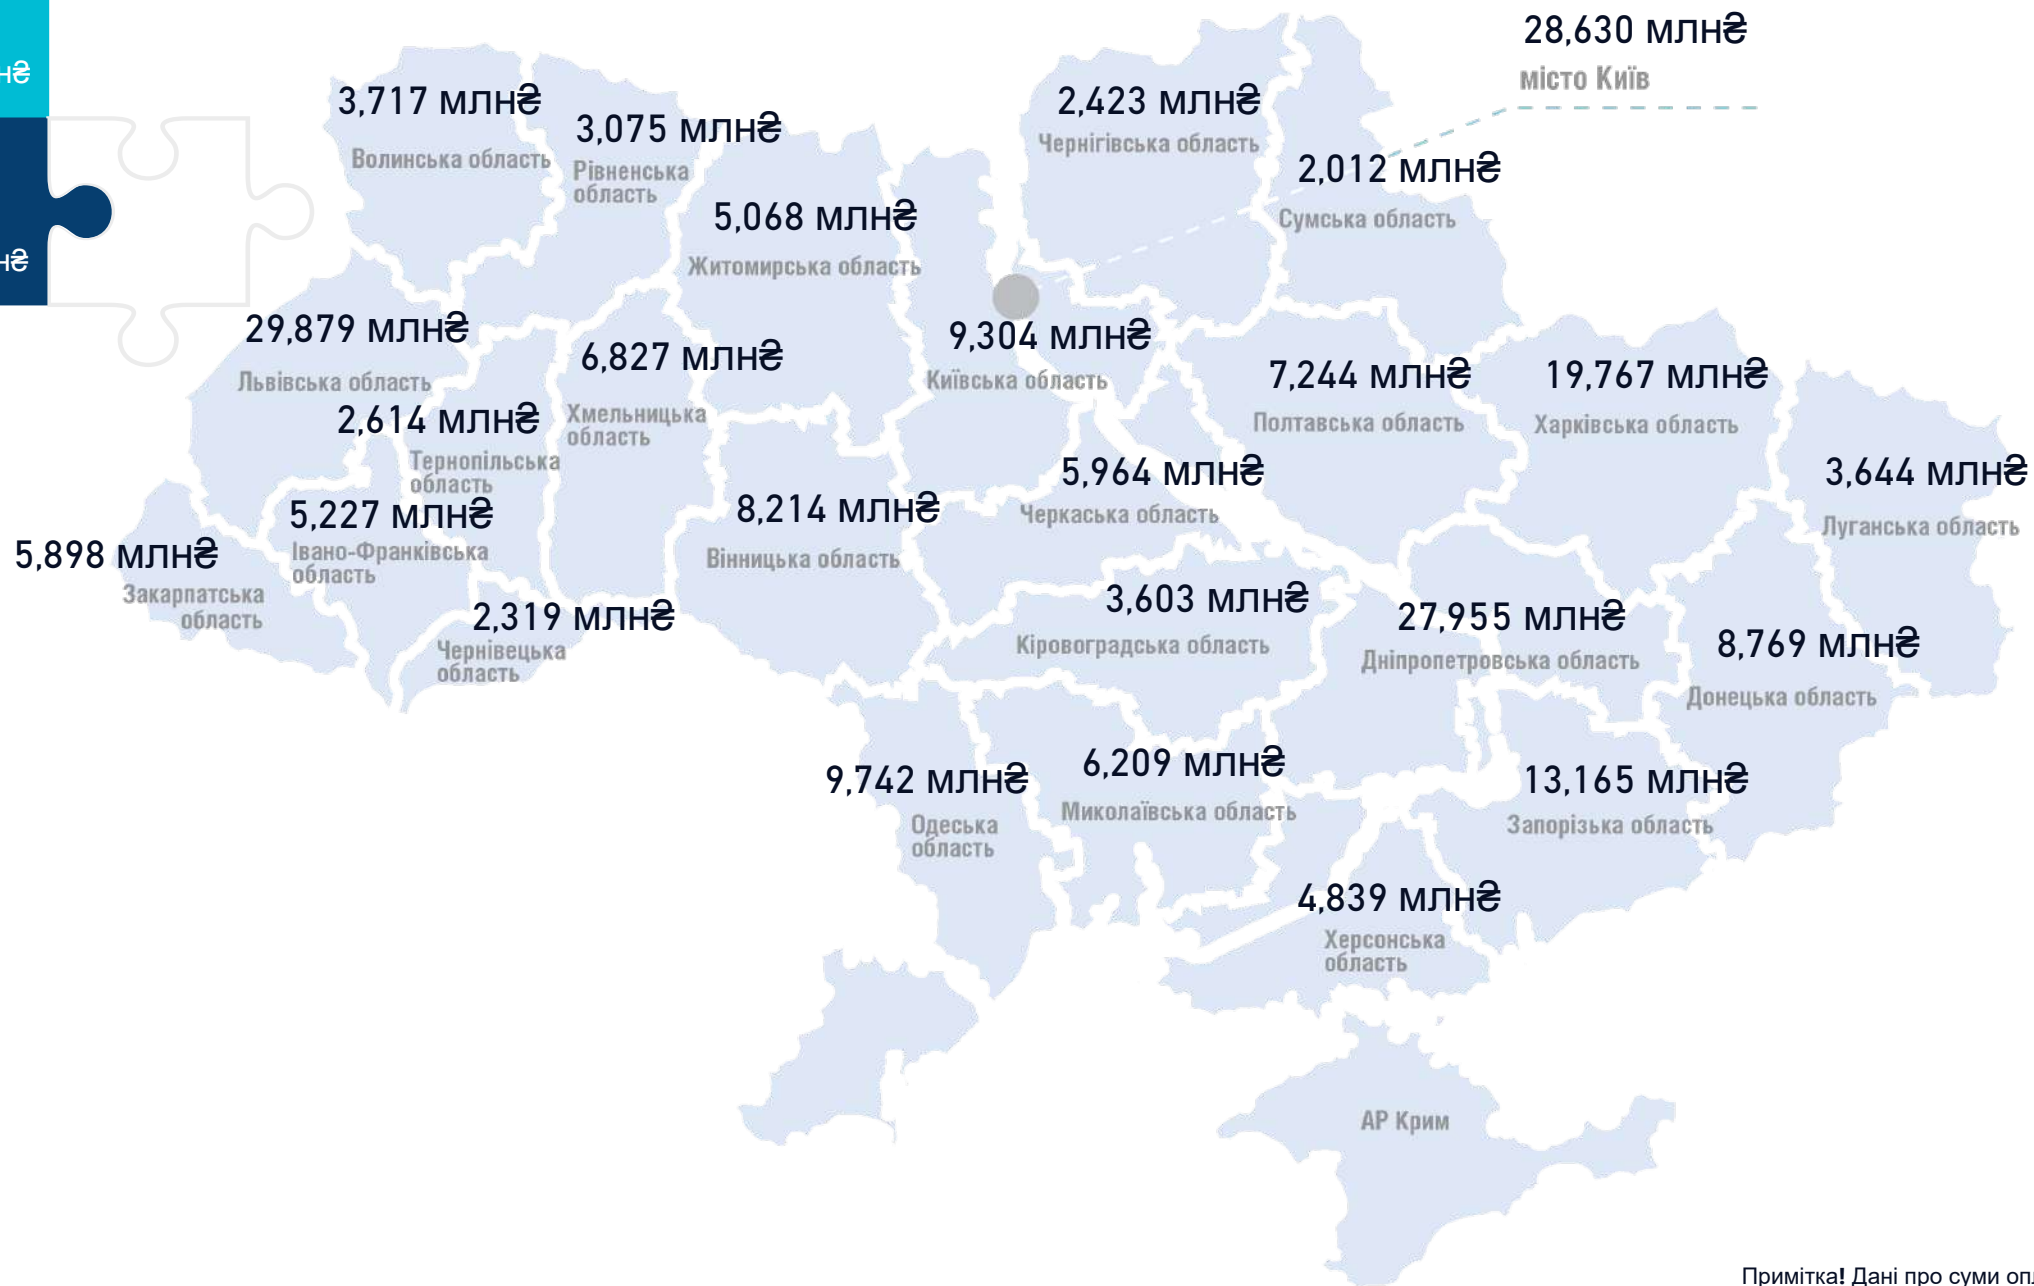 28,630 млн₴
місто Київ
н₴
3,717 млн₴
Волинська область
3,075 млн₴
Рівненська
область
2,423 млн₴
Чернігівська область
2,012 млн₴
Сумська область
5,068 млн₴
Житомирська область
н₴
29,879 млн₴
Львівська область
6,827 млн₴
Хмельницька
область
9,304 млн₴
Київська область
7,244 млн₴
Полтавська область
19,767 млн₴
Харківська область
2,614 млн₴
Тернопільська
область
3,644 млн₴
Луганська область
5,964 млн₴
Черкаська область
8,214 млн₴
Вінницька область
5,227 млн₴
Івано-Франківська
область
5,898 млн₴
Закарпатська
область
2,319 млн₴
Чернівецька
область
3,603 млн₴
Кіровоградська область
27,955 млн₴
Дніпропетровська область
8,769 млн₴
Донецька область
9,742 млн₴
Одеська
область
6,209 млн₴
Миколаївська область
13,165 млн₴
Запорізька область
4,839 млн₴
Херсонська
область
АР Крим
Примітка! Дані про суми